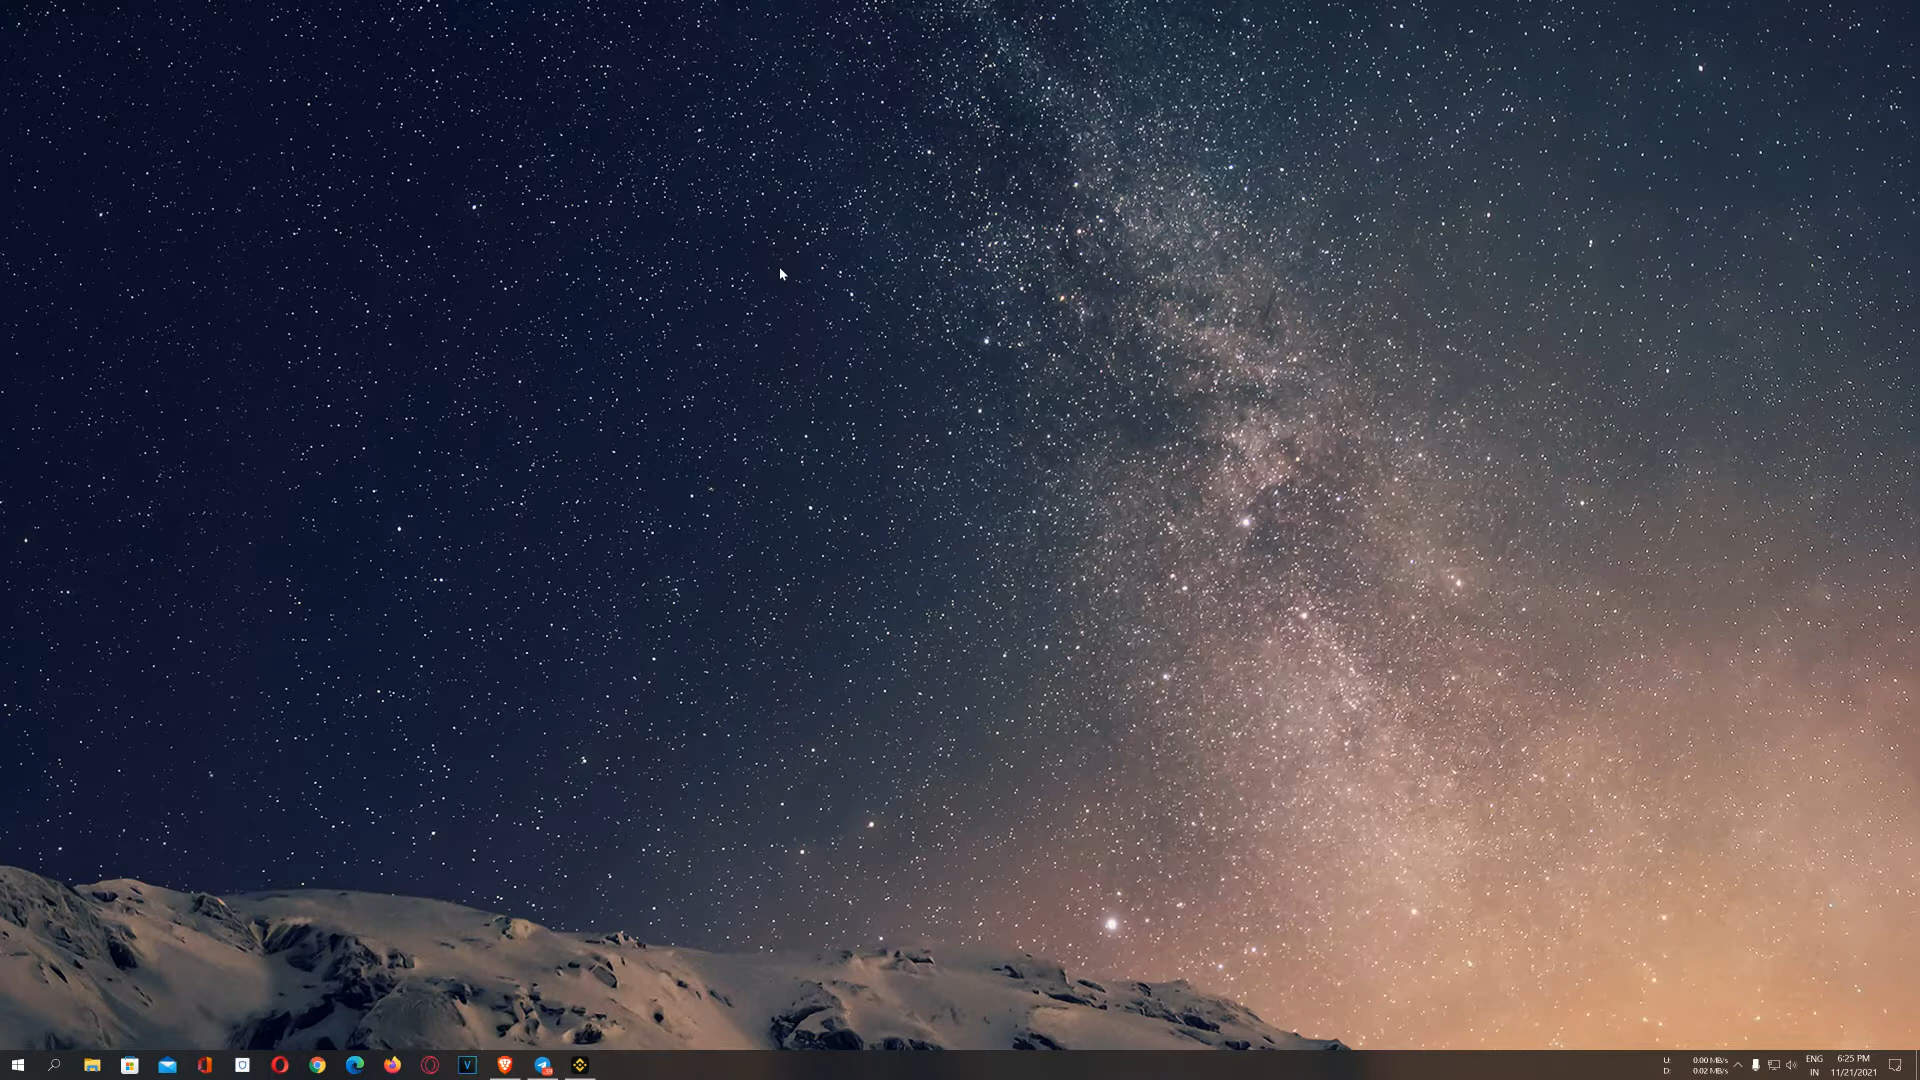 U: 0.00 MB/s
D: 0.02 MB/s
ENG
IN
6:25 PM
11/21/2021
V